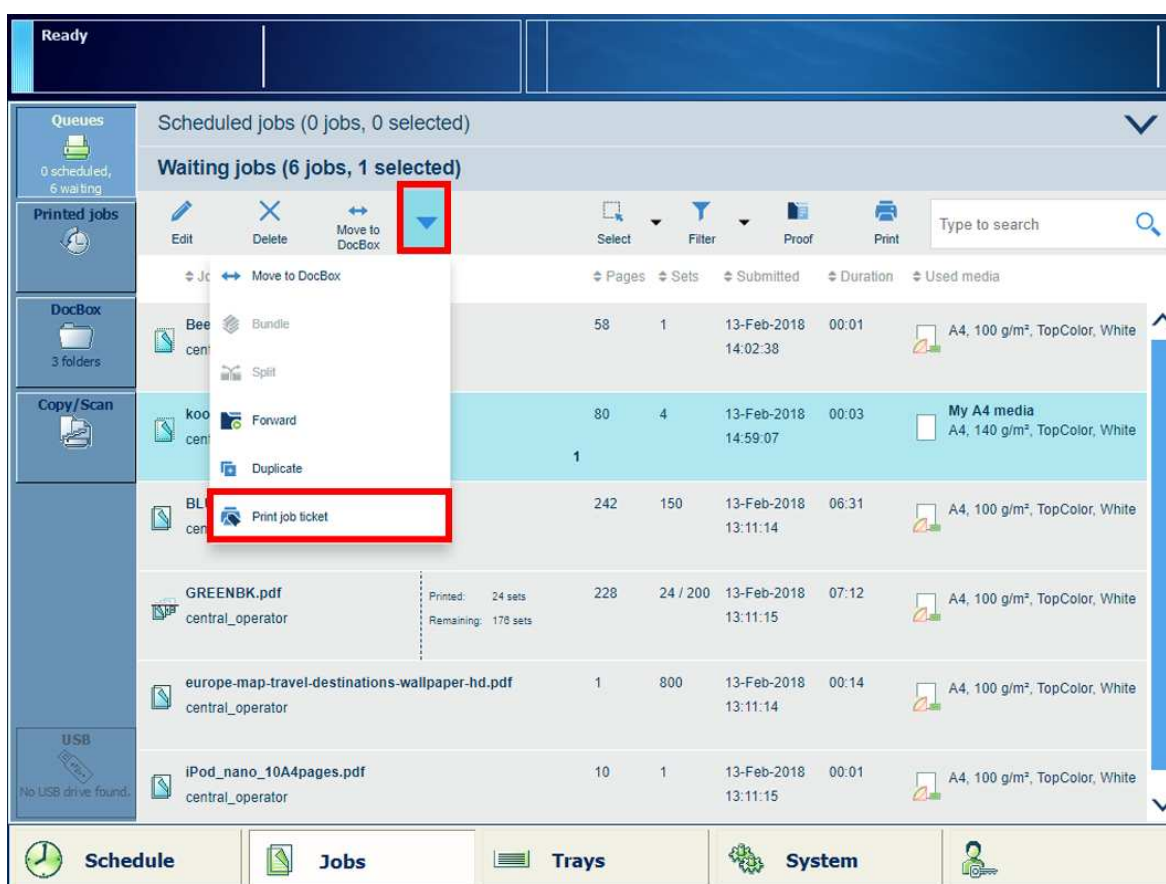 Ready
Queues
0 scheduled,
6 waiting
Printed jobs
DocBox
3 folders
Copy/Scan
USB
No USB drive found.
Scheduled jobs (0 jobs, 0 selected)
Waiting jobs (6 jobs, 1 selected)
Edit
Delete
Move to
DocBox
Select
Filter
Proof
Print
Type to search
Jo
Pages
Sets
Submitted
Duration
Used media
Move to DocBox
Bundle
Split
Forward
Duplicate
Print job ticket
Bee
cent
58 1 13-Feb-2018 00:01
14:02:38
A4, 100 g/m², TopColor, White
koo
cent
80 4 13-Feb-2018 00:03
14:59:07
1
My A4 media
A4, 140 g/m², TopColor, White
BLU
cen
242 150 13-Feb-2018 06:31
13:11:14
A4, 100 g/m², TopColor, White
GREENBK.pdf
central_operator
Printed: 24 sets
Remaining: 176 sets
228 24 / 200 13-Feb-2018 07:12
13:11:15
A4, 100 g/m², TopColor, White
europe-map-travel-destinations-wallpaper-hd.pdf
central_operator
1 800 13-Feb-2018 00:14
13:11:14
A4, 100 g/m², TopColor, White
iPod_nano_10A4pages.pdf
central_operator
10 1 13-Feb-2018 00:01
13:11:15
A4, 100 g/m², TopColor, White
Schedule
Jobs
Trays
System